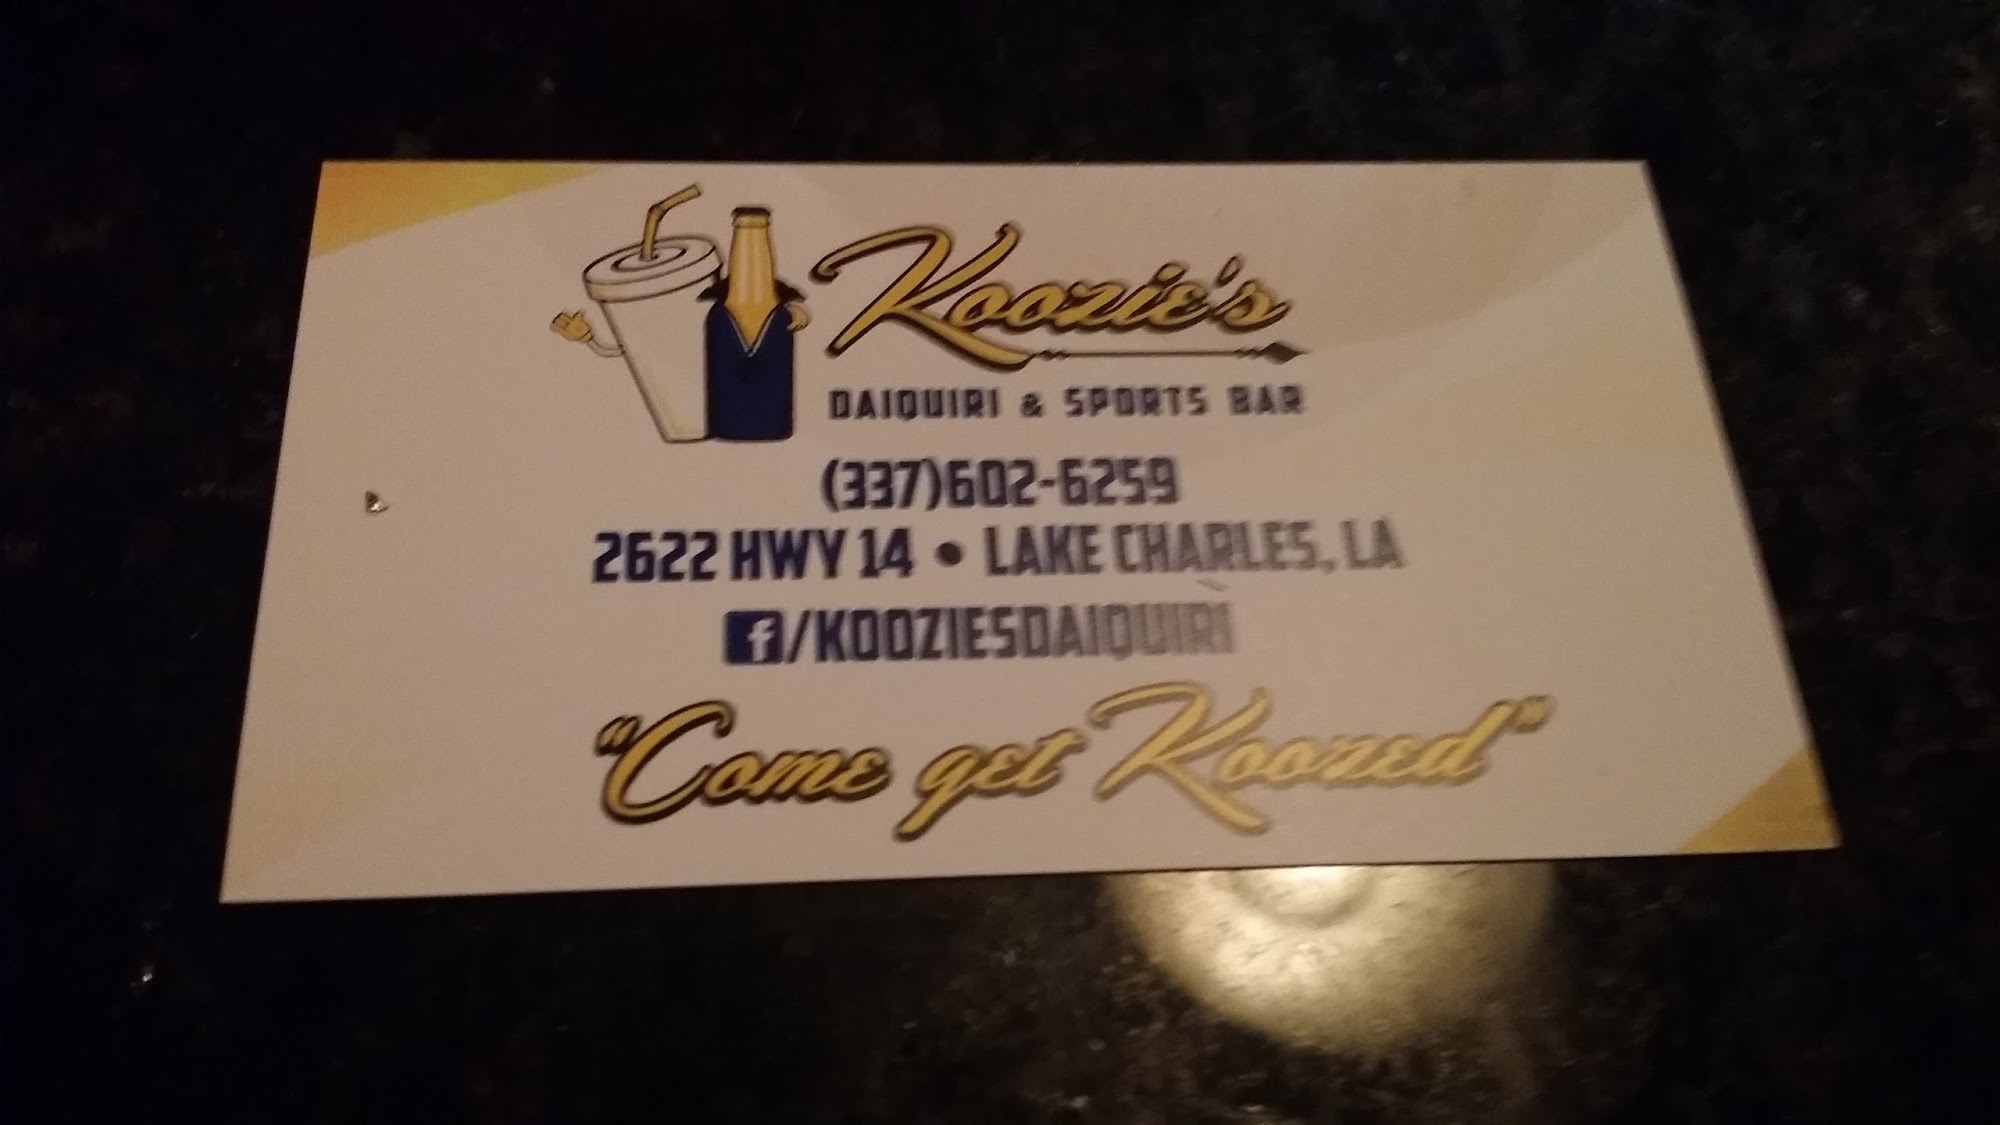 Koozie's
DAIQUIRI & SPORTS BAR
(337)602-6259
2622 HWY 14 • LAKE CHARLES, LA
f/KOOZIESDAIQUIRI
"Come get Koozed"